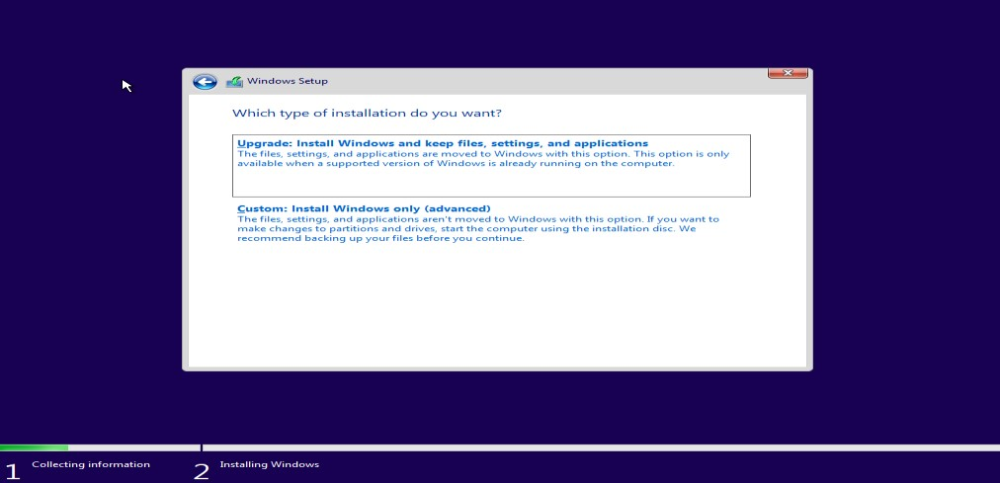 Windows Setup
Which type of installation do you want?
Upgrade: Install Windows and keep files, settings, and applications
The files, settings, and applications are moved to Windows with this option. This option is only
available when a supported version of Windows is already running on the computer.
Custom: Install Windows only (advanced)
The files, settings, and applications aren't moved to Windows with this option. If you want to
make changes to partitions and drives, start the computer using the installation disc. We
recommend backing up your files before you continue.
1 Collecting information
2 Installing Windows